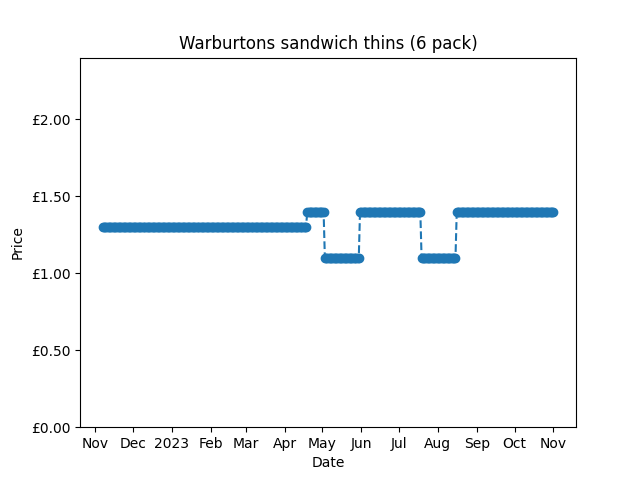 Warburtons sandwich thins (6 pack)
£2.00
£1.50
£1.00
£0.50
£0.00
Price
Nov Dec 2023 Feb Mar Apr May Jun Jul Aug Sep Oct Nov
Date